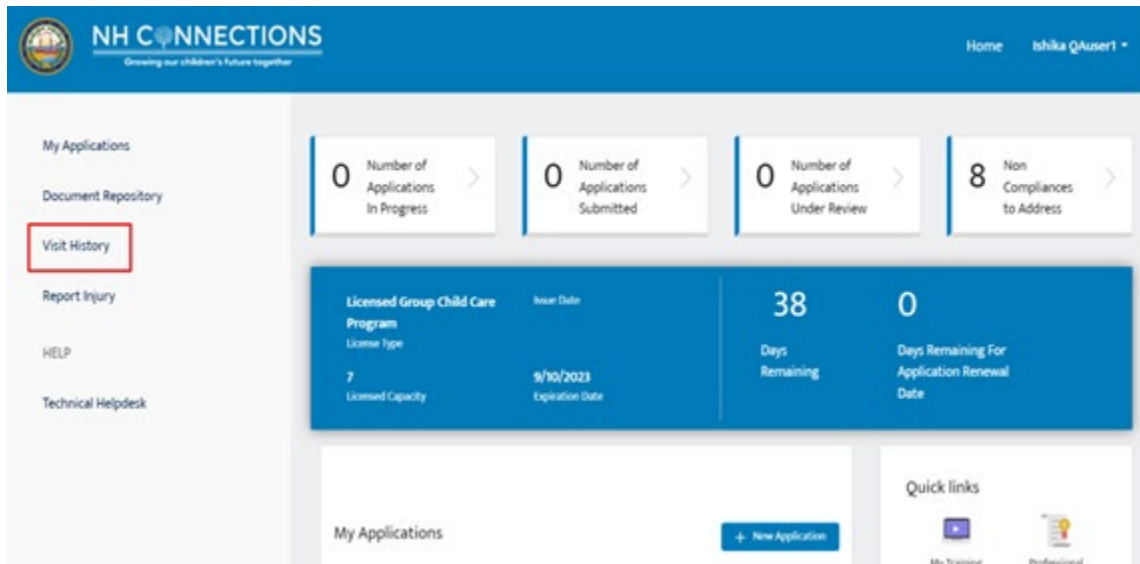 NH CONNECTIONS
Growing our children's future together
Home
Ishika QAuser1
My Applications
Document Repository
Visit History
Report Injury
HELP
Technical Helpdesk
0
Number of
Applications
In Progress
0
Number of
Applications
Submitted
0
Number of
Applications
Under Review
8
Non
Compliances
to Address
Licensed Group Child Care
Program
License Type
Issue Date
7
Licensed Capacity
9/10/2023
Expiration Date
38
Days
Remaining
0
Days Remaining For
Application Renewal
Date
My Applications
+ New Application
Quick links
My Training
Professional